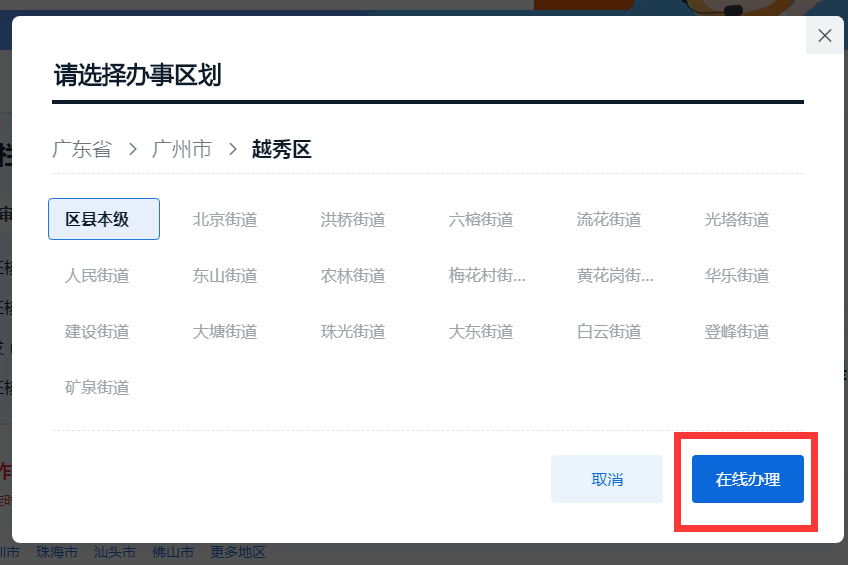 请选择办事区划
广东省 > 广州市 > 越秀区
区县本级 北京街道 洪桥街道 六榕街道 流花街道 光塔街道
人民街道 东山街道 农林街道 梅花村街... 黄花岗街... 华乐街道
建设街道 大塘街道 珠光街道 大东街道 白云街道 登峰街道
矿泉街道
取消 在线办理
圳市 珠海市 汕头市 佛山市 更多地区